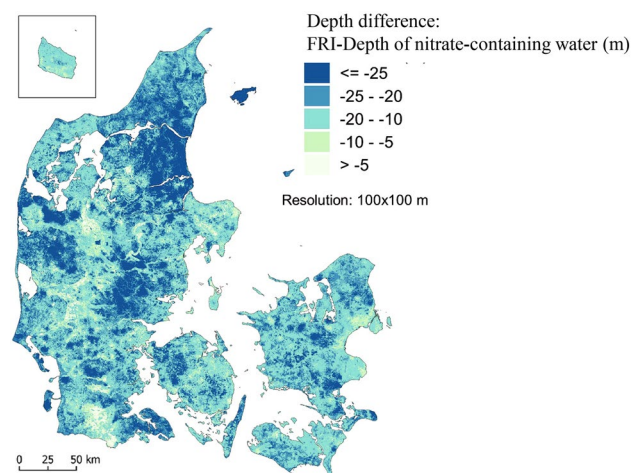 Depth difference:
FRI-Depth of nitrate-containing water (m)
<= -25
-25 - -20
-20 - -10
-10 - -5
> -5
Resolution: 100x100 m
0 25 50 km